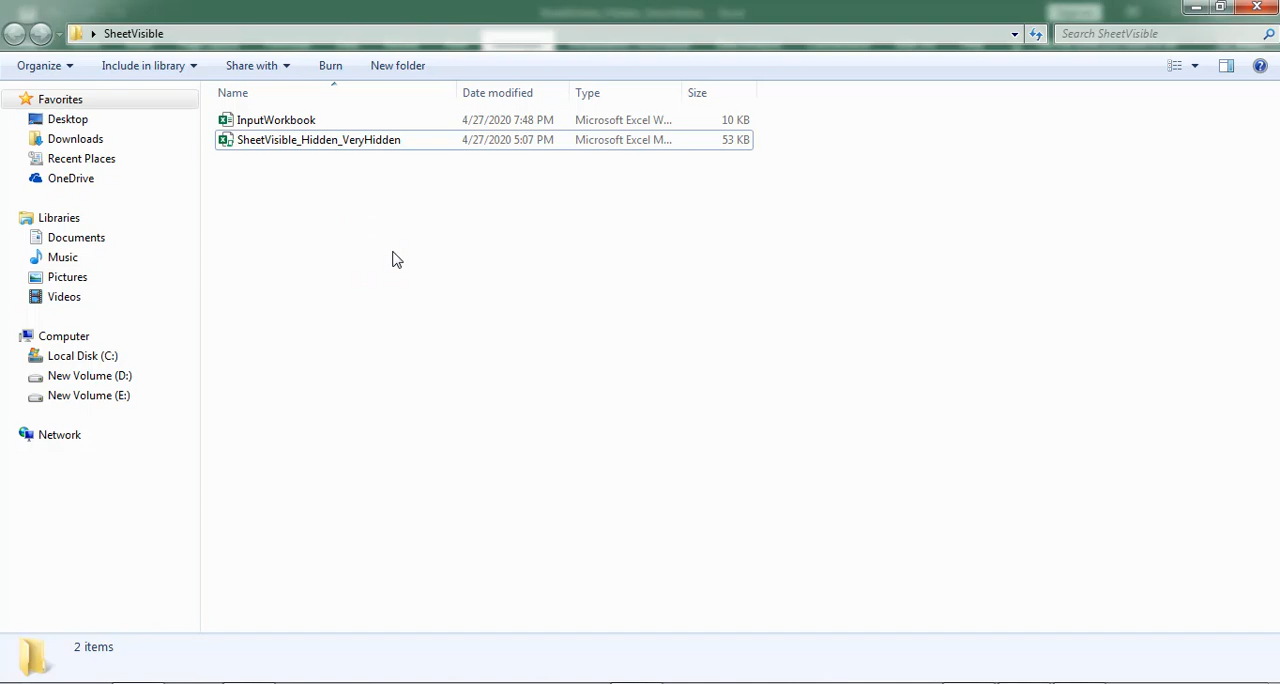 SheetVisible
Search SheetVisible
Organize Include in library Share with Burn New folder
Name Date modified Type Size
Favorites
Desktop
Downloads
Recent Places
OneDrive
Libraries
Documents
Music
Pictures
Videos
Computer
Local Disk (C:)
New Volume (D:)
New Volume (E:)
Network
InputWorkbook 4/27/2020 7:48 PM Microsoft Excel W... 10 KB
SheetVisible_Hidden_VeryHidden 4/27/2020 5:07 PM Microsoft Excel M... 53 KB
2 items